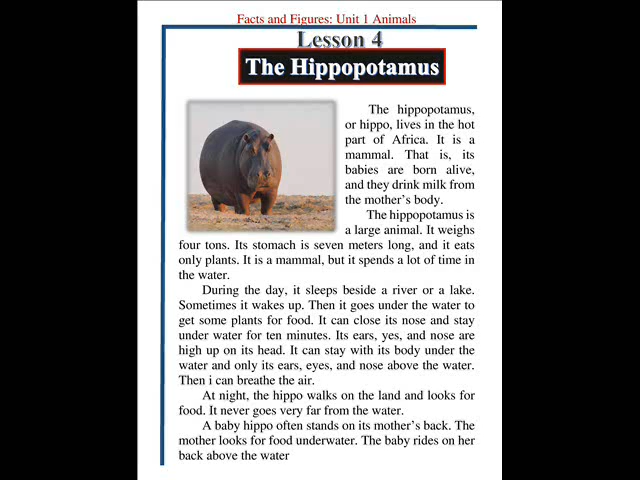 Facts and Figures: Unit 1 Animals
Lesson 4
The Hippopotamus
The hippopotamus,
or hippo, lives in the hot
part of Africa. It is a
mammal. That is, its
babies are born alive,
and they drink milk from
the mother's body.
The hippopotamus is
a large animal. It weighs
four tons. Its stomach is seven meters long, and it eats
only plants. It is a mammal, but it spends a lot of time in
the water.
During the day, it sleeps beside a river or a lake.
Sometimes it wakes up. Then it goes under the water to
get some plants for food. It can close its nose and stay
under water for ten minutes. Its ears, yes, and nose are
high up on its head. It can stay with its body under the
water and only its ears, eyes, and nose above the water.
Then i can breathe the air.
At night, the hippo walks on the land and looks for
food. It never goes very far from the water.
A baby hippo often stands on its mother's back. The
mother looks for food underwater. The baby rides on her
back above the water